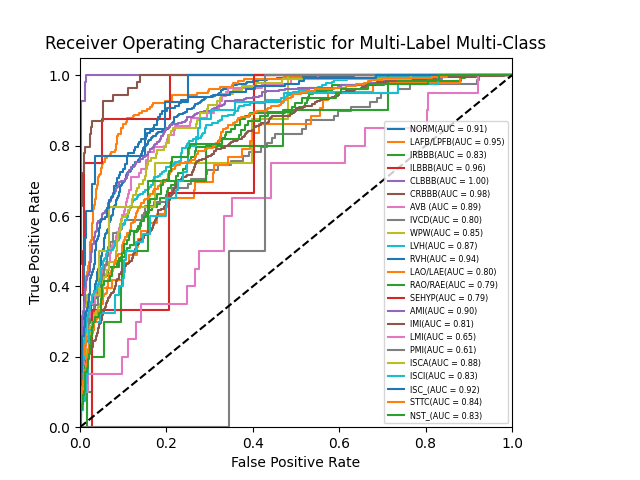 Receiver Operating Characteristic for Multi-Label Multi-Class
1.0
0.8
0.6
0.4
0.2
0.0
True Positive Rate
NORM(AUC = 0.91)
LAFB/LPFB(AUC = 0.95)
IRBBB(AUC = 0.83)
ILBBB(AUC = 0.96)
CLBBB(AUC = 1.00)
CRBBB(AUC = 0.98)
AVB (AUC = 0.89)
IVCD(AUC = 0.80)
WPW(AUC = 0.85)
LVH(AUC = 0.87)
RVH(AUC = 0.94)
LAO/LAE(AUC = 0.80)
RAO/RAE(AUC = 0.79)
SEHYP(AUC = 0.79)
AMI(AUC = 0.90)
IMI(AUC = 0.81)
LMI(AUC = 0.65)
PMI(AUC = 0.61)
ISCA(AUC = 0.88)
ISCI(AUC = 0.83)
ISC_(AUC = 0.92)
STTC(AUC = 0.84)
NST_(AUC = 0.83)
0.0 0.2 0.4 0.6 0.8 1.0
False Positive Rate